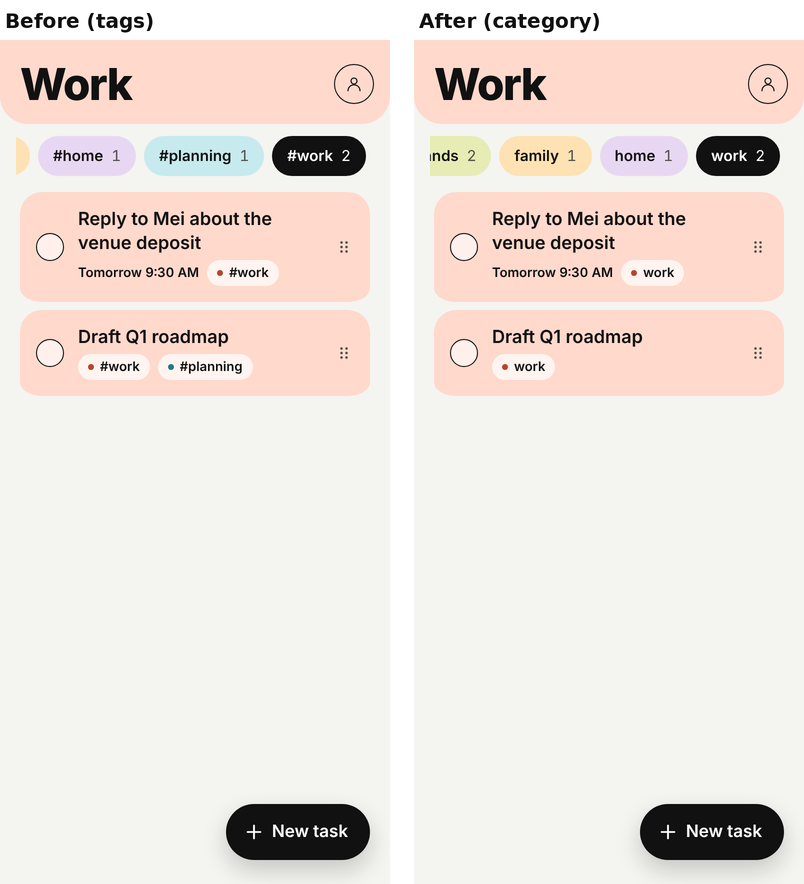 Before (tags)
Work
#home 1 #planning 1 #work 2
Reply to Mei about the
venue deposit
Tomorrow 9:30 AM #work
Draft Q1 roadmap
#work #planning
+ New task
After (category)
Work
nds 2 family 1 home 1 work 2
Reply to Mei about the
venue deposit
Tomorrow 9:30 AM work
Draft Q1 roadmap
work
+ New task